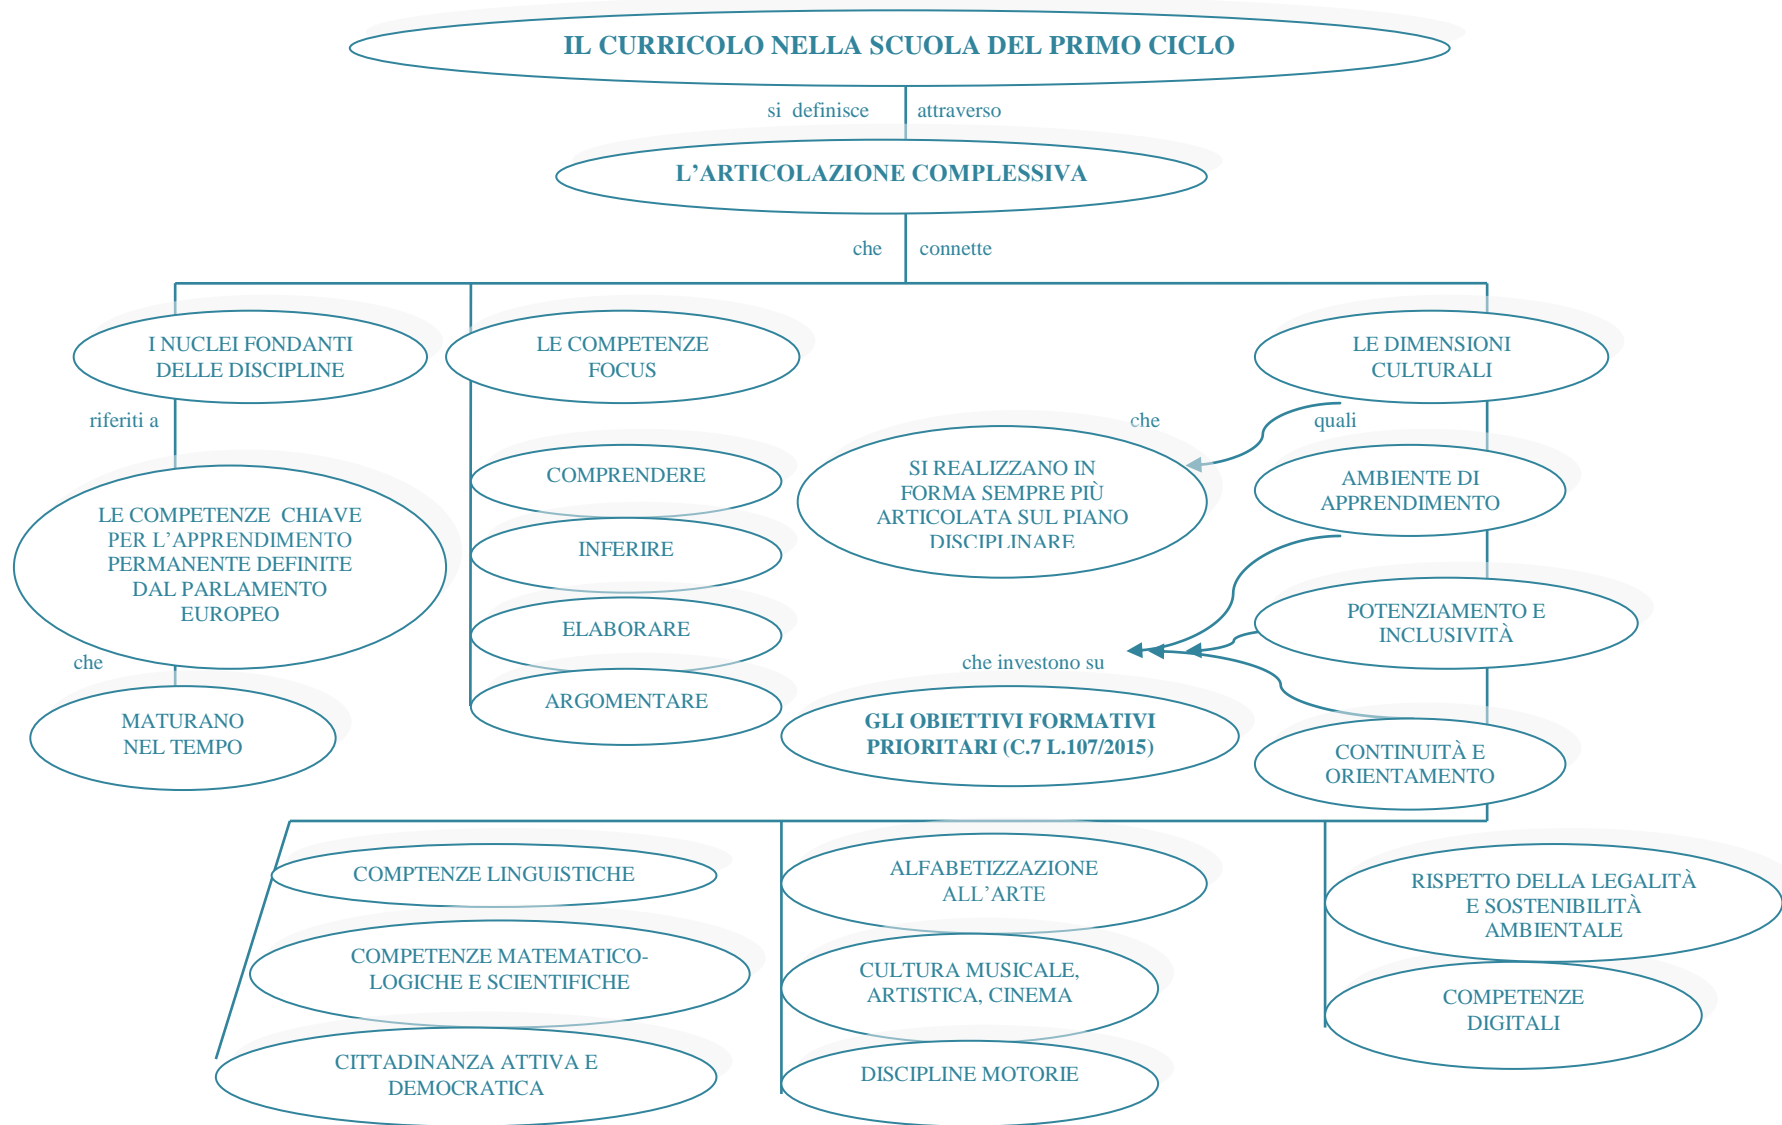 IL CURRICOLO NELLA SCUOLA DEL PRIMO CICLO
si definisce attraverso
L'ARTICOLAZIONE COMPLESSIVA
che connette
I NUCLEI FONDANTI
DELLE DISCIPLINE
riferiti a
LE COMPETENZE CHIAVE
PER L'APPRENDIMENTO
PERMANENTE DEFINITE
DAL PARLAMENTO
EUROPEO
che
MATURANO
NEL TEMPO
LE COMPETENZE
FOCUS
COMPRENDERE
INFERIRE
ELABORARE
ARGOMENTARE
LE DIMENSIONI
CULTURALI
che
quali
SI REALIZZANO IN
FORMA SEMPRE PIÙ
ARTICOLATA SUL PIANO
DISCIPLINARE
AMBIENTE DI
APPRENDIMENTO
POTENZIAMENTO E
INCLUSIVITÀ
CONTINUITÀ E
ORIENTAMENTO
che investono su
GLI OBIETTIVI FORMATIVI
PRIORITARI (C.7 L.107/2015)
COMPTENZE LINGUISTICHE
COMPETENZE MATEMATICO-
LOGICHE E SCIENTIFICHE
CITTADINANZA ATTIVA E
DEMOCRATICA
ALFABETIZZAZIONE
ALL'ARTE
CULTURA MUSICALE,
ARTISTICA, CINEMA
DISCIPLINE MOTORIE
RISPETTO DELLA LEGALITÀ
E SOSTENIBILITÀ
AMBIENTALE
COMPETENZE
DIGITALI